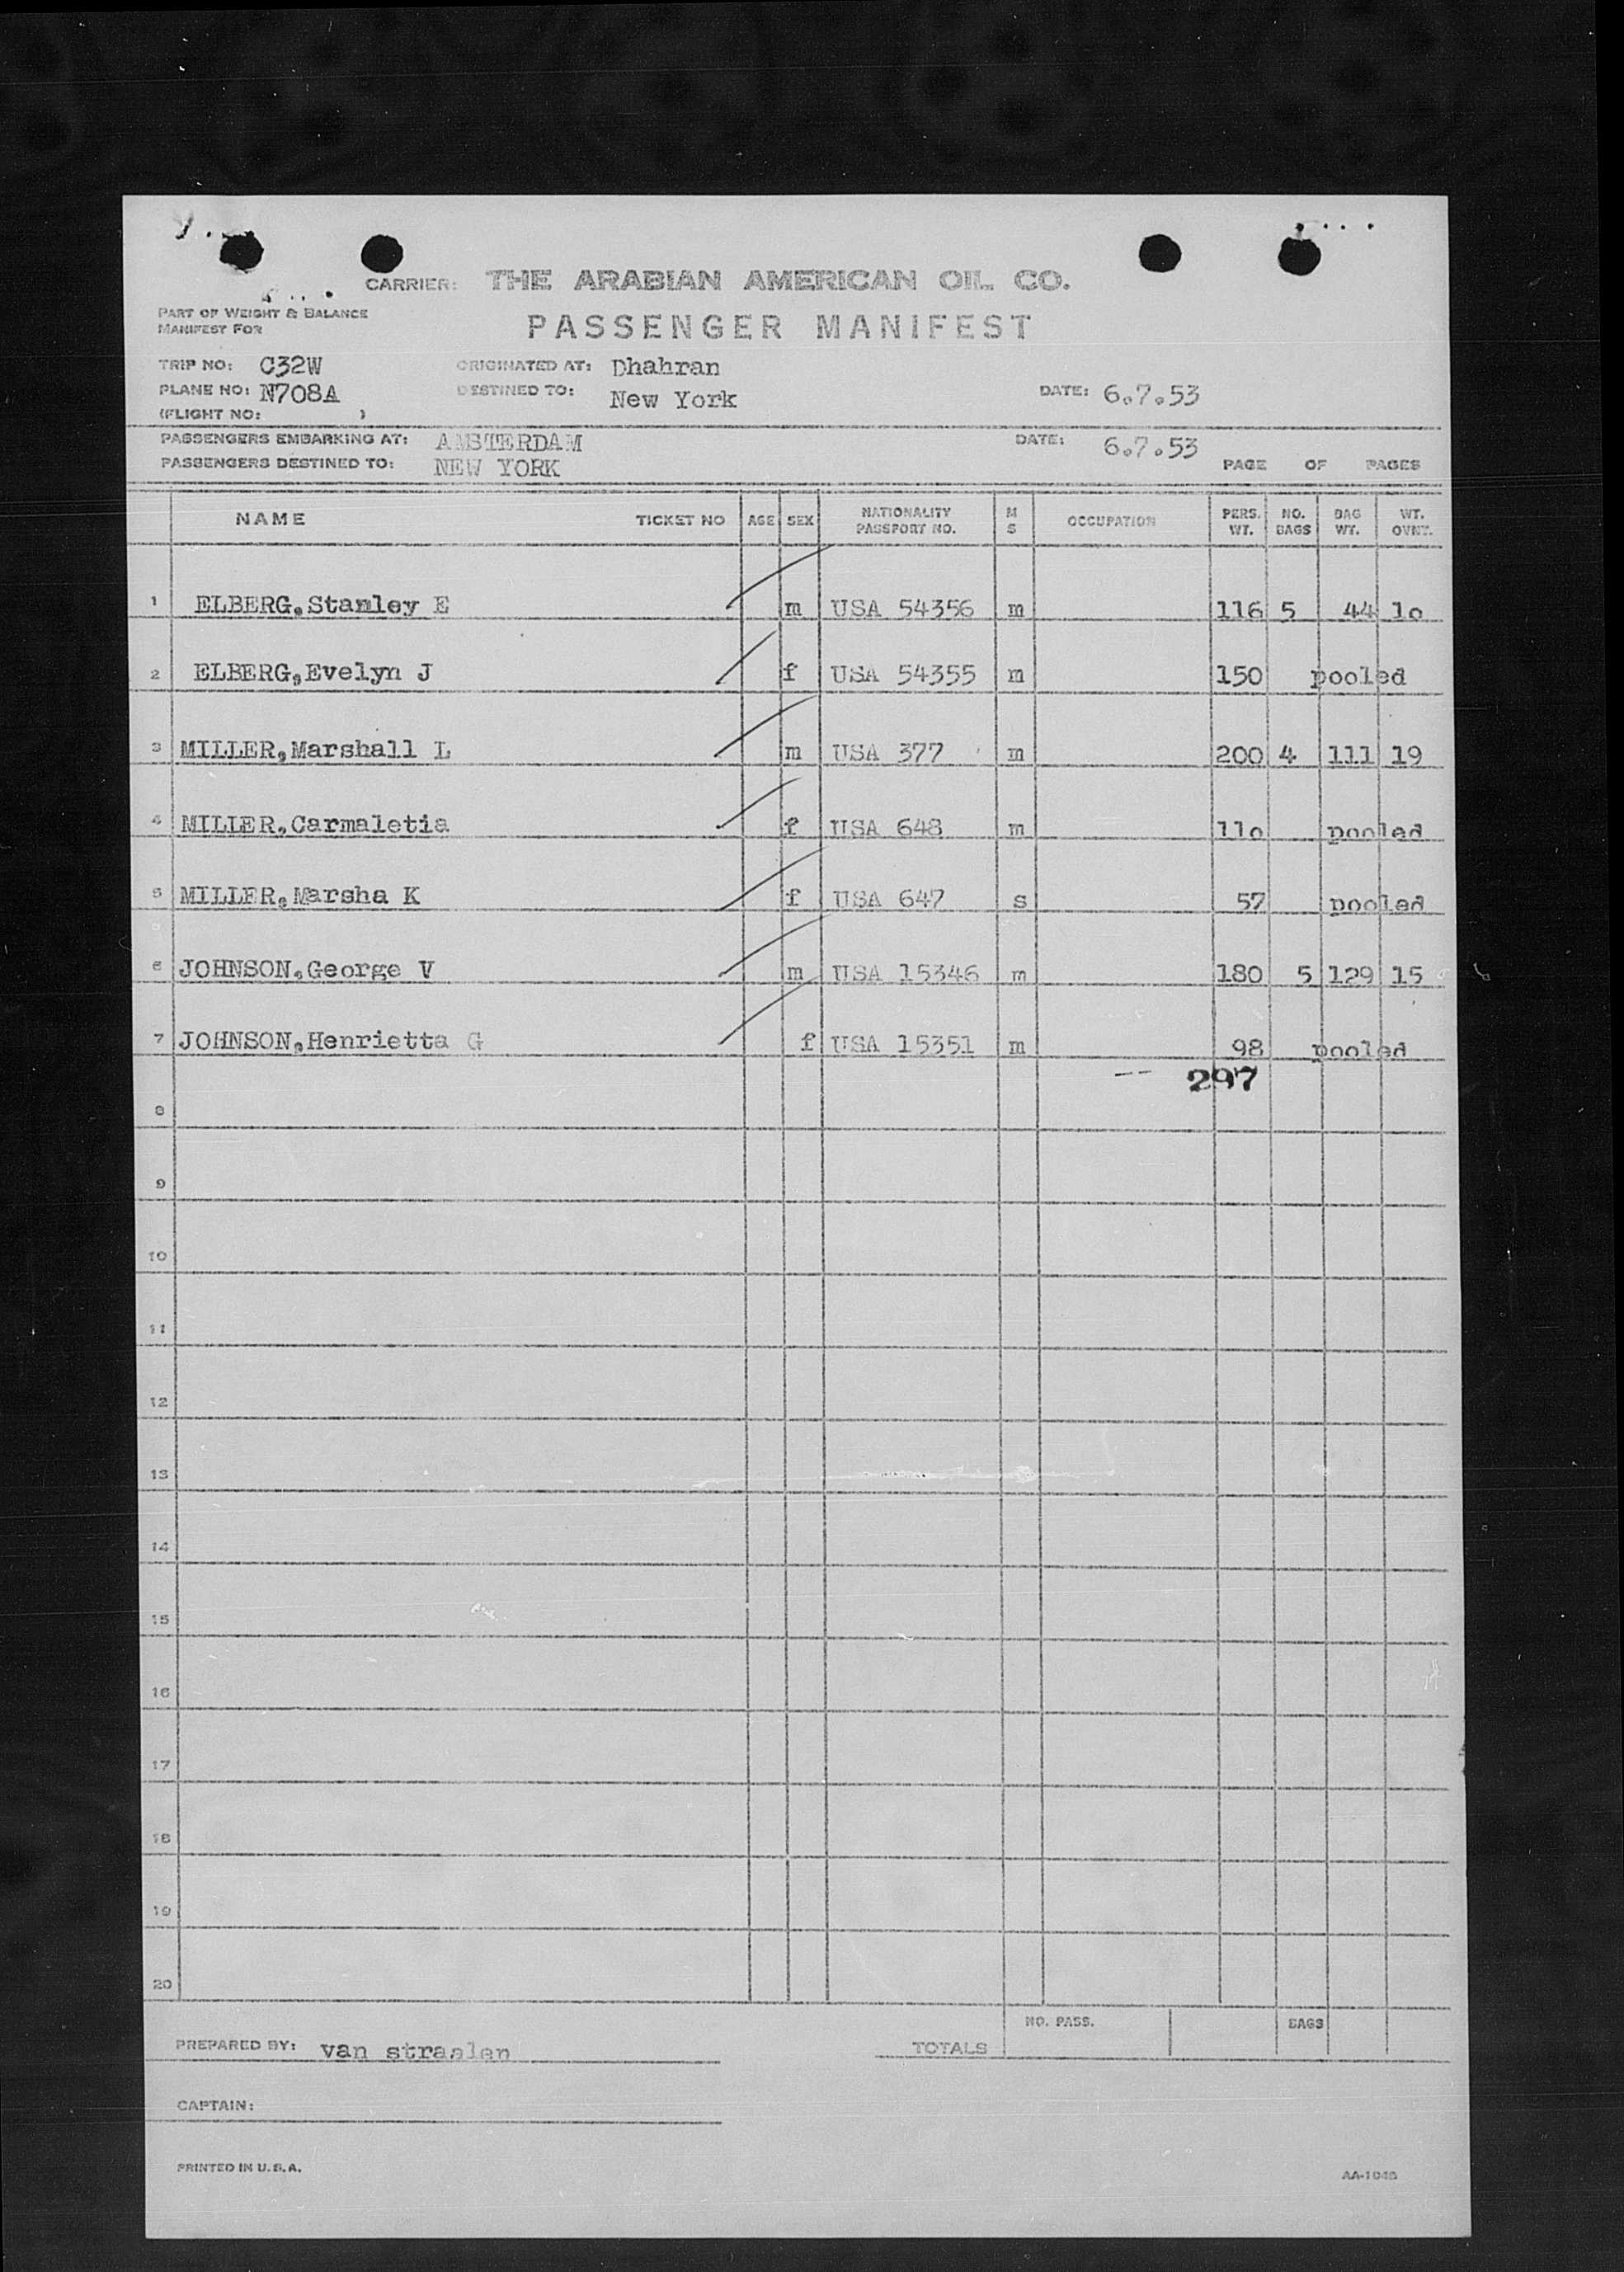 CARRIER: THE ARABIAN AMERICAN OIL CO.
PART OF WEIGHT & BALANCE
MANIFEST FOR
PASSENGER MANIFEST
TRIP NO: C32W ORIGINATED AT: Dhahran
PLANE NO: N708A DESTINED TO: New York DATE: 6.7.53
(FLIGHT NO: )
PASSENGERS EMBARKING AT: AMSTERDAM DATE: 6.7.53
PASSENGERS DESTINED TO: NEW YORK PAGE OF PAGES
NAME TICKET NO AGE SEX NATIONALITY PASSPORT NO. M S OCCUPATION PERS. WT. NO. BAGS BAG WT. WT. OVNT.
1 ELBERG,Stanley E m USA 54356 m 116 5 44 1o
2 ELBERG,Evelyn J f USA 54355 m 150 pooled
3 MILLER,Marshall L m USA 377 m 200 4 111 19
4 MILLER,Carmaletia f USA 648 m 11o pooled
5 MILLER,Marsha K f USA 647 s 57 pooled
6 JOHNSON,George V m USA 15346 m 180 5 129 15
7 JOHNSON,Henrietta G f USA 15351 m 98 pooled
297
8
9
10
11
12
13
14
15
16
17
18
19
20
PREPARED BY: van straalen TOTALS NO. PASS. BAGS
CAPTAIN:
PRINTED IN U.S.A.